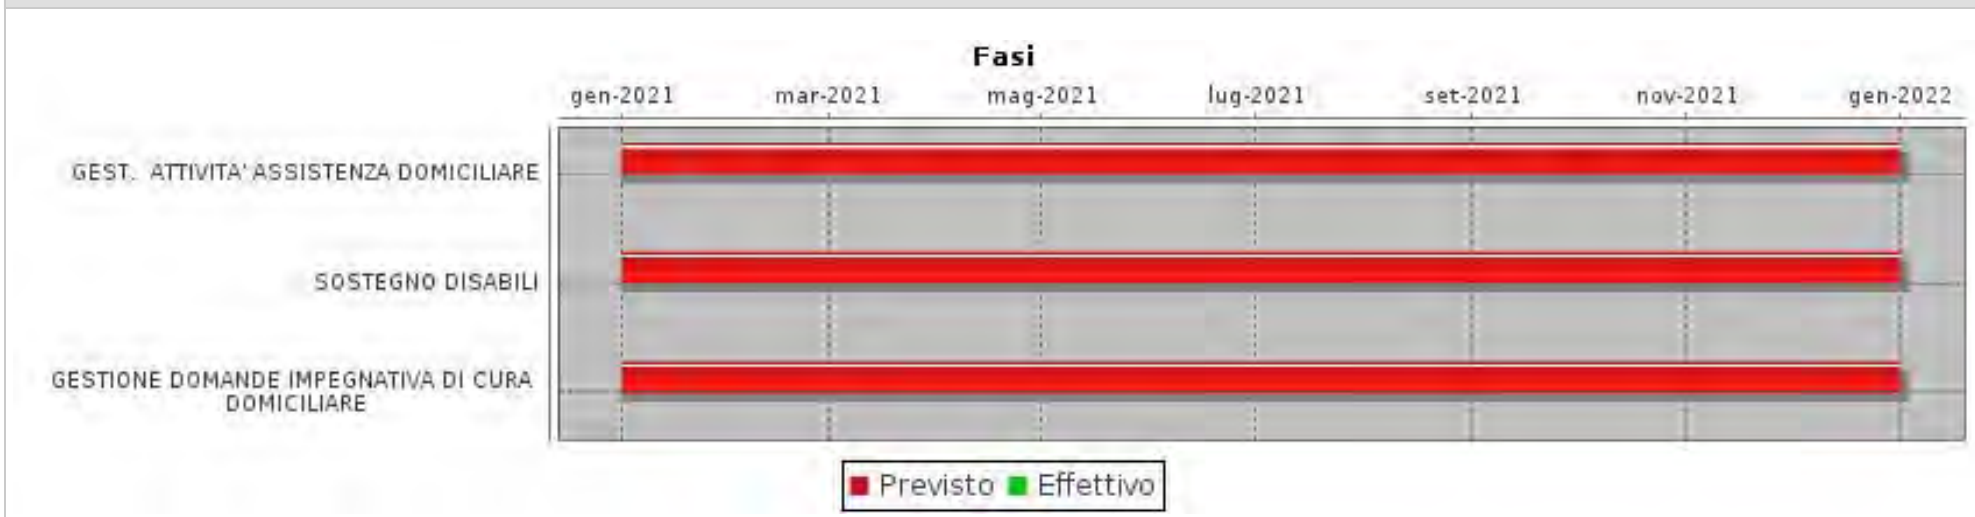 Fasi
gen-2021 mar-2021 mag-2021 lug-2021 set-2021 nov-2021 gen-2022
GEST. ATTIVITA' ASSISTENZA DOMICILIARE
SOSTEGNO DISABILI
GESTIONE DOMANDE IMPEGNATIVA DI CURA
DOMICILIARE
Previsto Effettivo